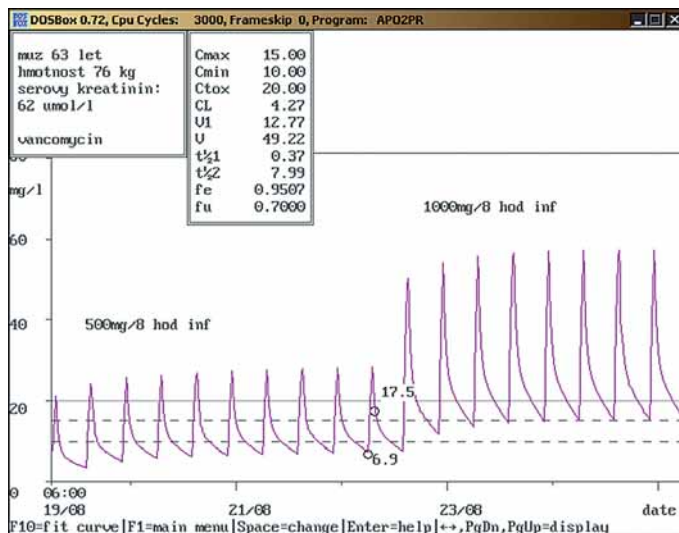 DOSBox 0.72, Cpu Cycles: 3000, Frameskip 0, Program: APO2PR
muz 63 let
hmotnost 76 kg
serovy kreatinin:
62 umol/l
vancomycin
Cmax 15.00
Cmin 10.00
Ctox 20.00
CL 4.27
V1 12.77
V 49.22
t½1 0.37
t½2 7.99
fe 0.9507
fu 0.7000
mg/l
1000mg/8 hod inf
60
500mg/8 hod inf
40
17.5
20
6.9
0 06:00
19/08 21/08 23/08 date
F10=fit curve|F1=main menu|Space=change|Enter=help|↔,PgDn,PgUp=display